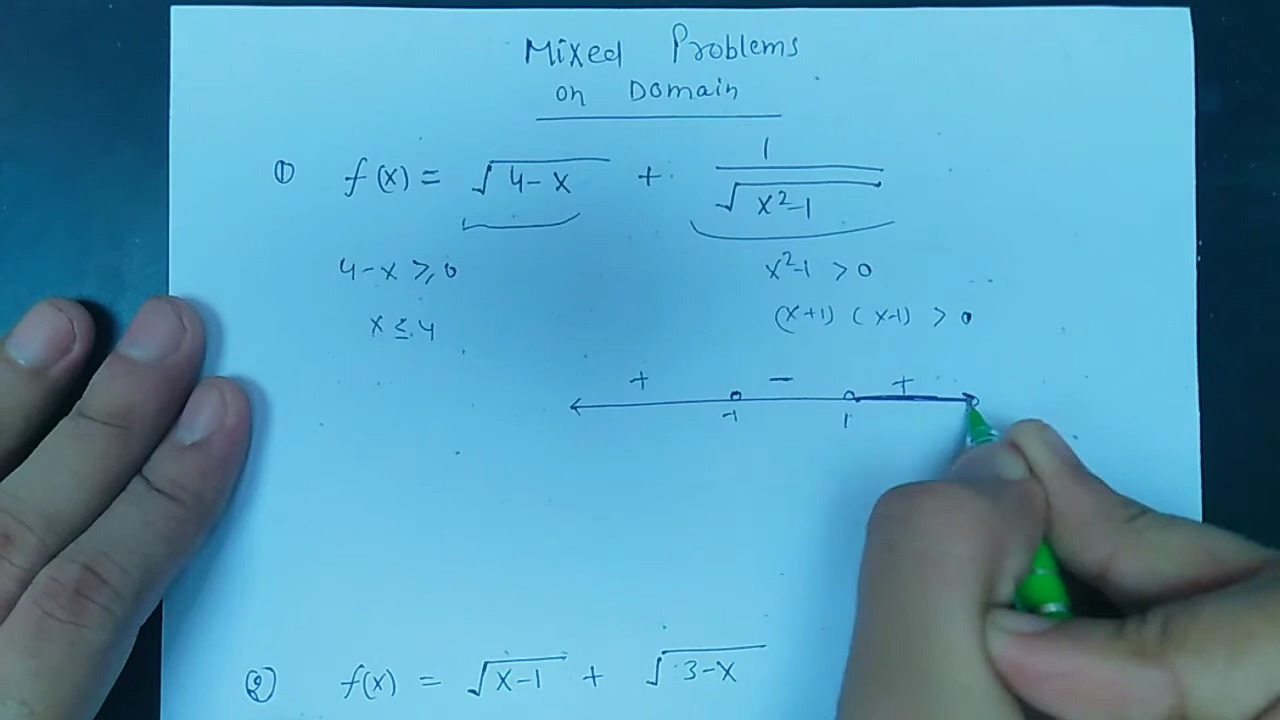 Mixed Problems
on Domain
① f(x) = √(4-x) + 1/√(x²-1)
4-x ≥ 0 x²-1 > 0
x ≤ 4 (x+1) (x-1) > 0
+ - +
-1 1
② f(x) = √(x-1) + √(3-x)